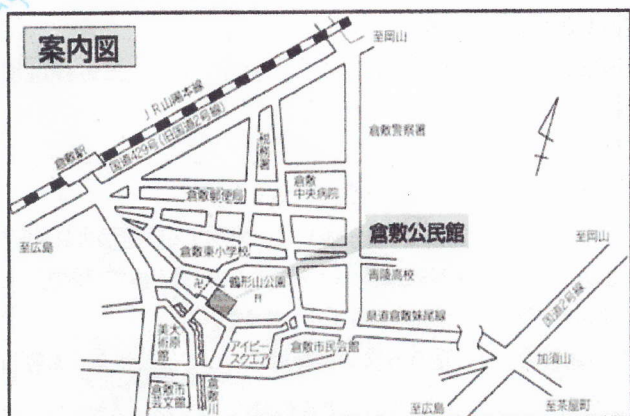 案内図
至岡山
JR山陽本線
国道429号(旧国道2号線)
倉敷駅
税務署
倉敷警察署
倉敷
中央病院
倉敷郵便局
倉敷公民館
至広島
倉敷東小学校
至岡山
鶴形山公園
青陵高校
国道2号線
県道倉敷妹尾線
大原
美術館
アイビー
スクエア
倉敷市民会館
加須山
倉敷市
芸文館
倉敷川
至広島
至茶屋町